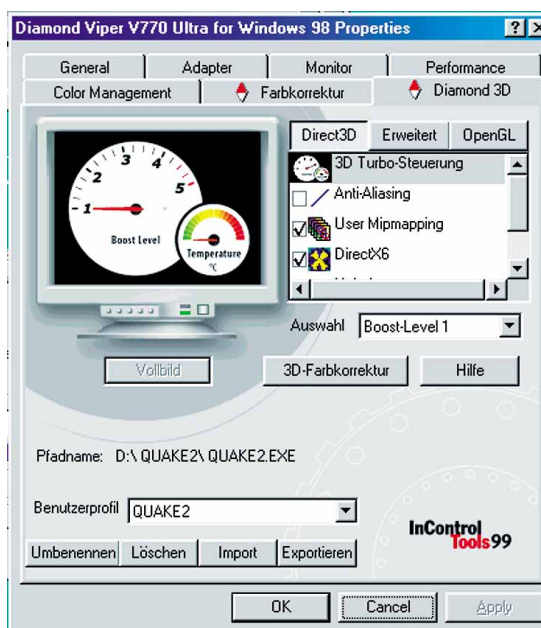 Diamond Viper V770 Ultra for Windows 98 Properties
General Adapter Monitor Performance
Color Management Farbkorrektur Diamond 3D
1 2 3 4 5
Boost Level
Temperature
°C
Direct3D Erweitert OpenGL
3D Turbo-Steuerung
Anti-Aliasing
User Mipmapping
DirectX6
Auswahl Boost-Level 1
Vollbild 3D-Farbkorrektur Hilfe
Pfadname: D:\ QUAKE2\ QUAKE2.EXE
Benutzerprofil QUAKE2
InControl
Tools 99
Umbenennen Löschen Import Exportieren
OK Cancel Apply